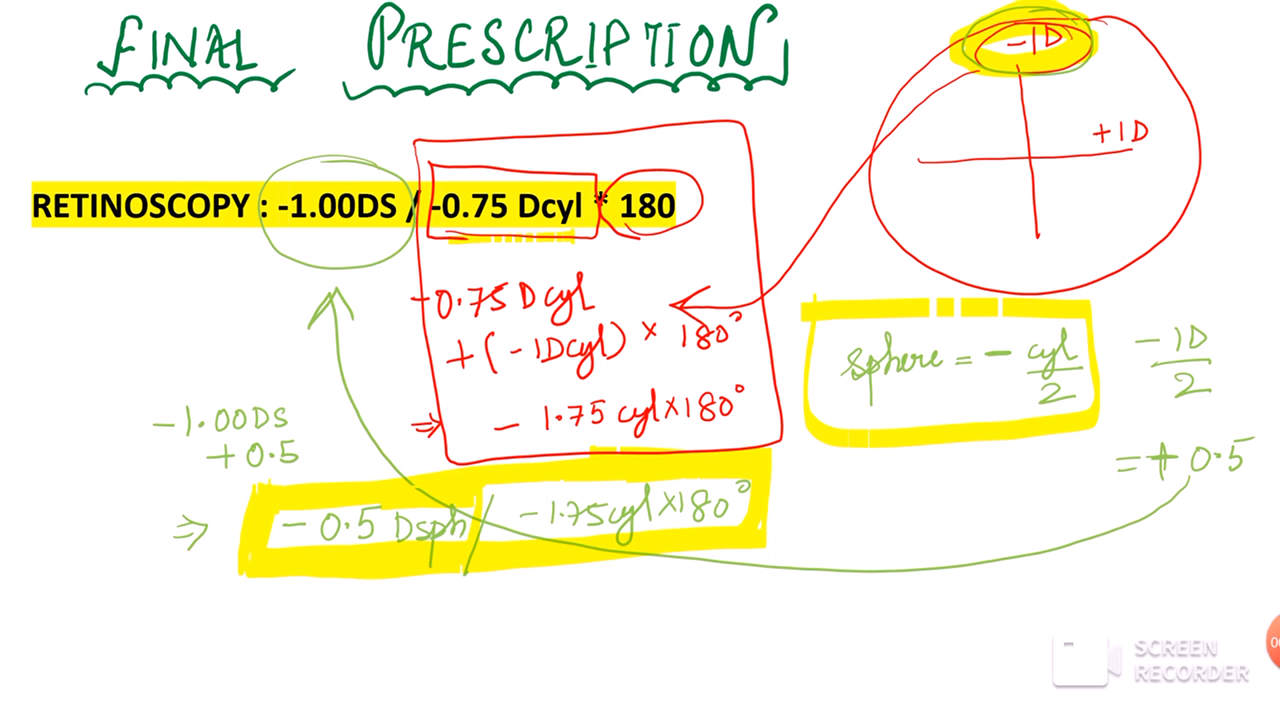 FINAL PRESCRIPTION
-1D
+1D
RETINOSCOPY : -1.00DS / -0.75 Dcyl * 180
-0.75 D cyl
+ (-1Dcyl) × 180°
⇒ - 1.75 cyl × 180°
sphere = - cyl/2
-1D/2
= + 0.5
-1.00DS
+ 0.5
⇒ - 0.5 Dsph / -1.75cyl×180°
SCREEN
RECORDER